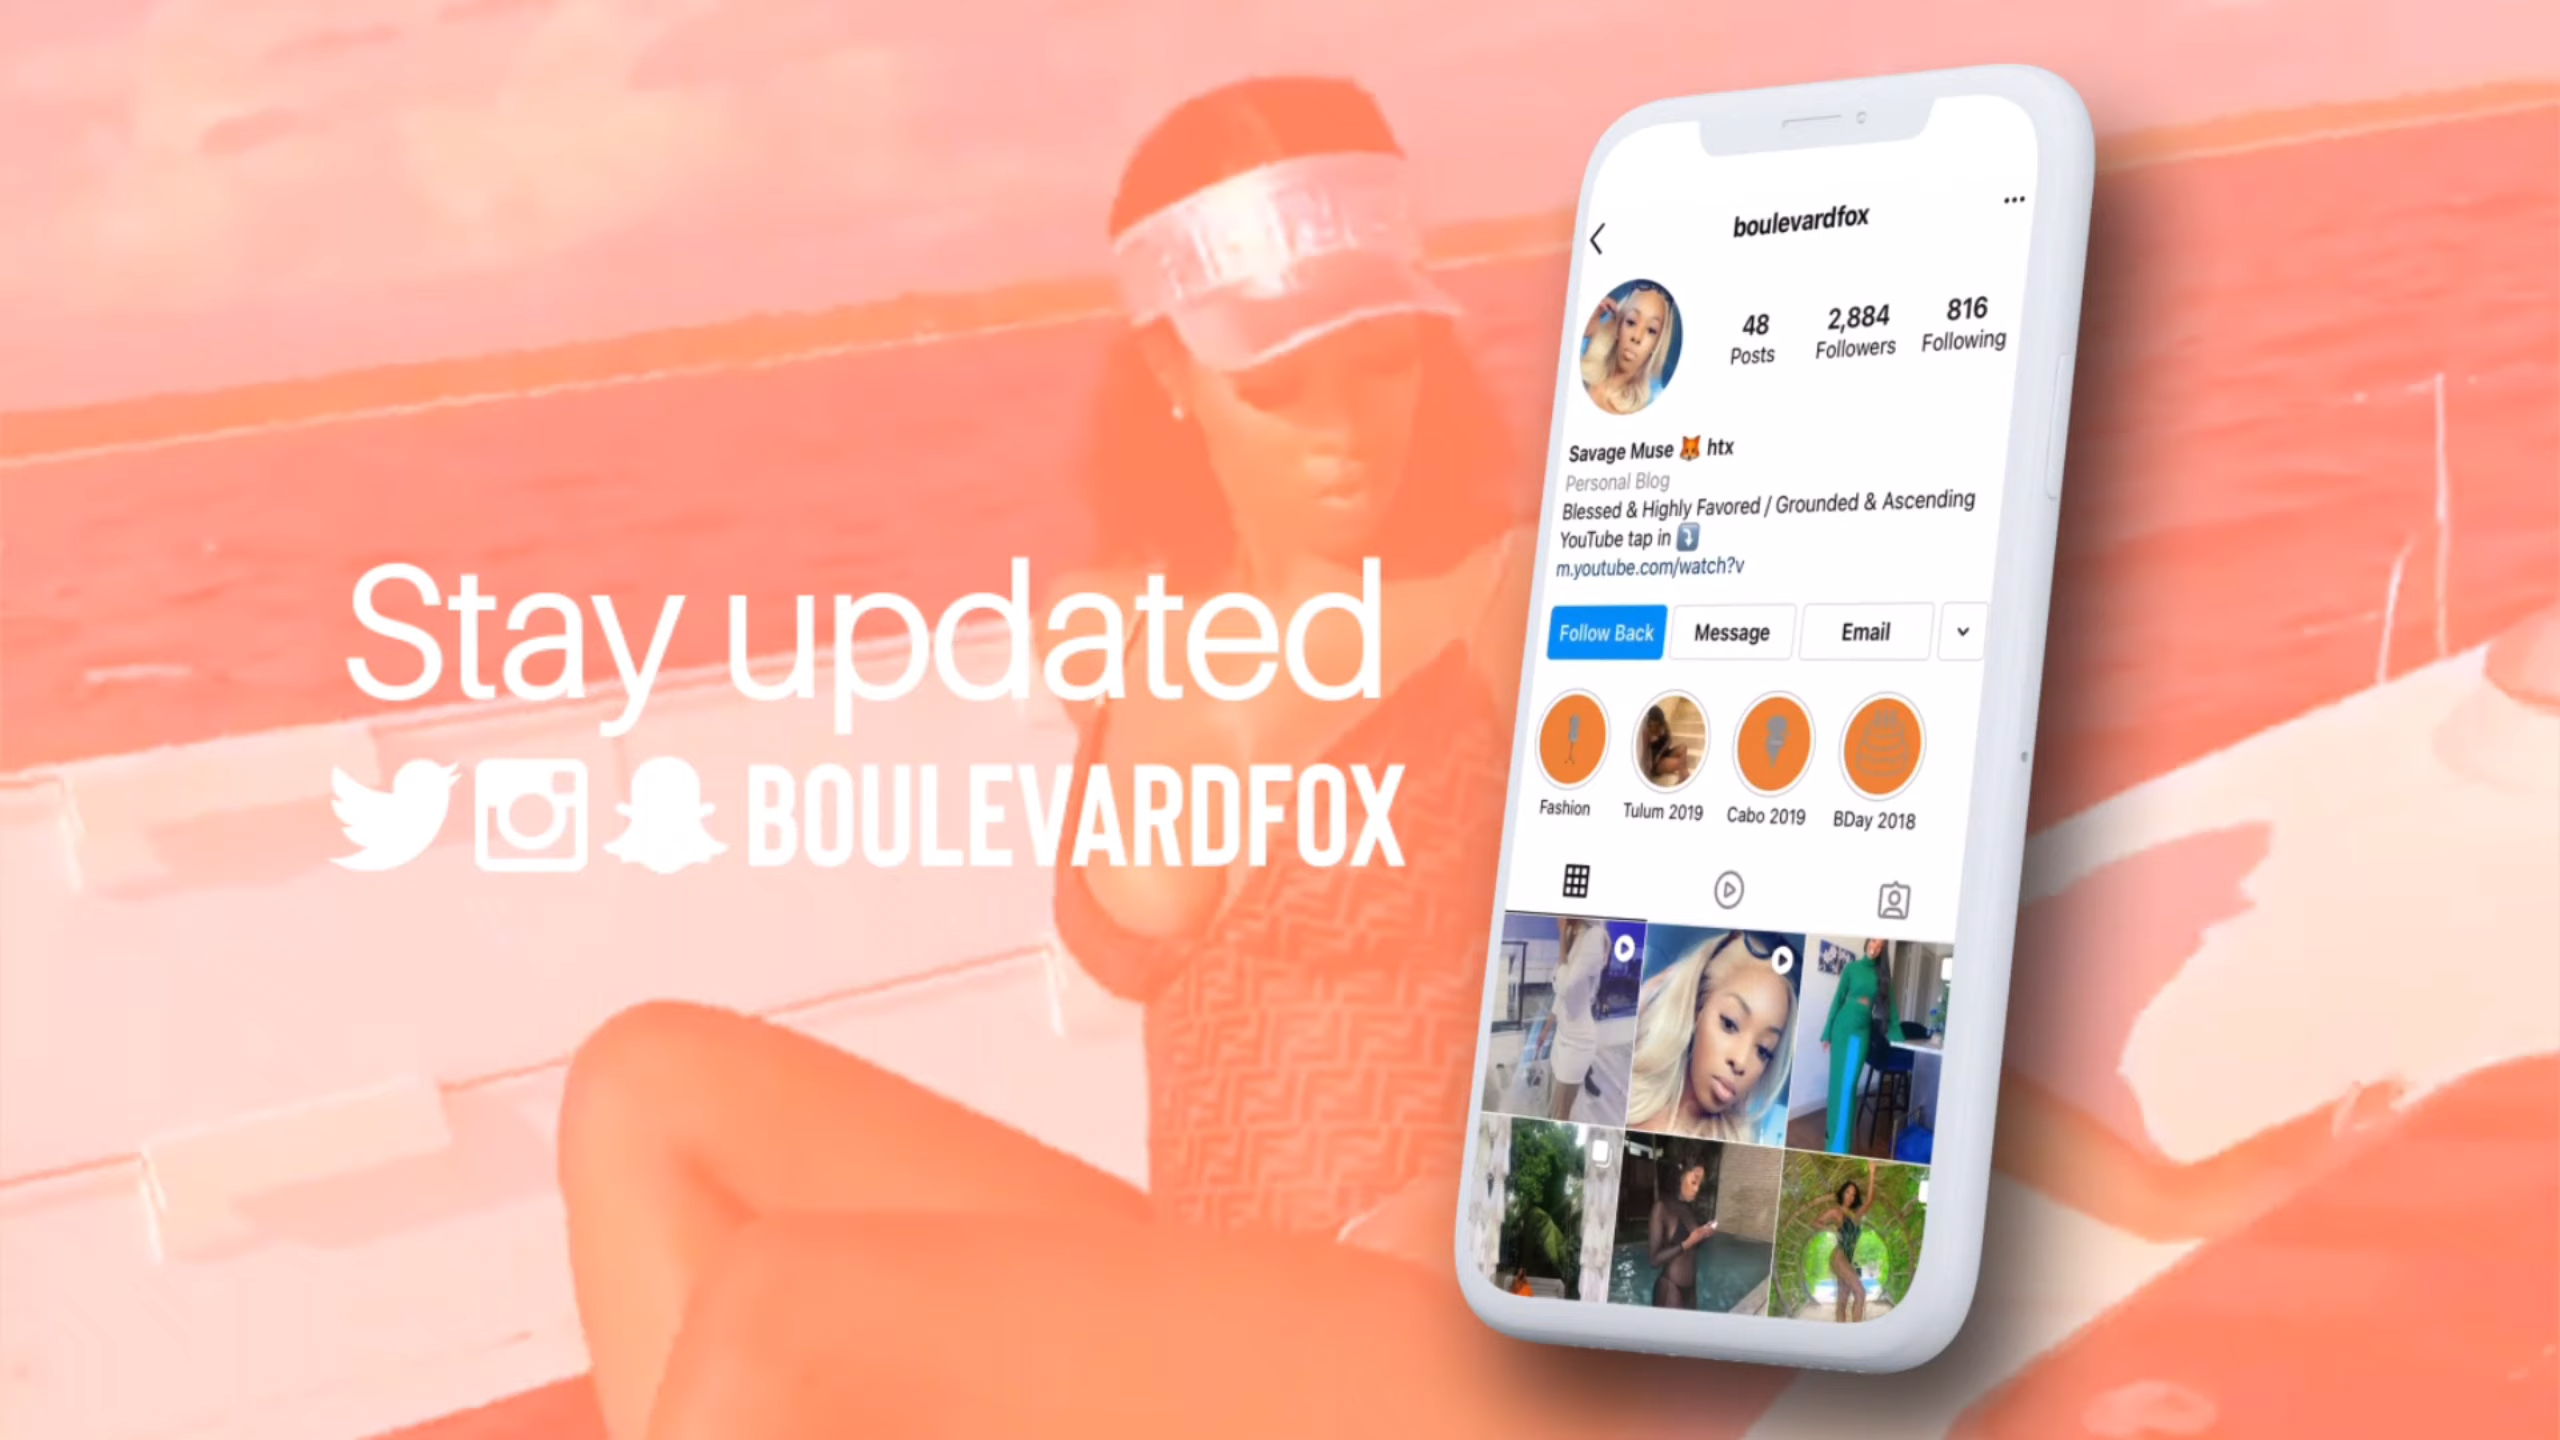 Stay updated
BOULEVARDFOX
boulevardfox
48 2,884 816
Posts Followers Following
Savage Muse 🦊 htx
Personal Blog
Blessed & Highly Favored / Grounded & Ascending
YouTube tap in ⤵️
m.youtube.com/watch?v
Follow Back Message Email
Fashion Tulum 2019 Cabo 2019 BDay 2018